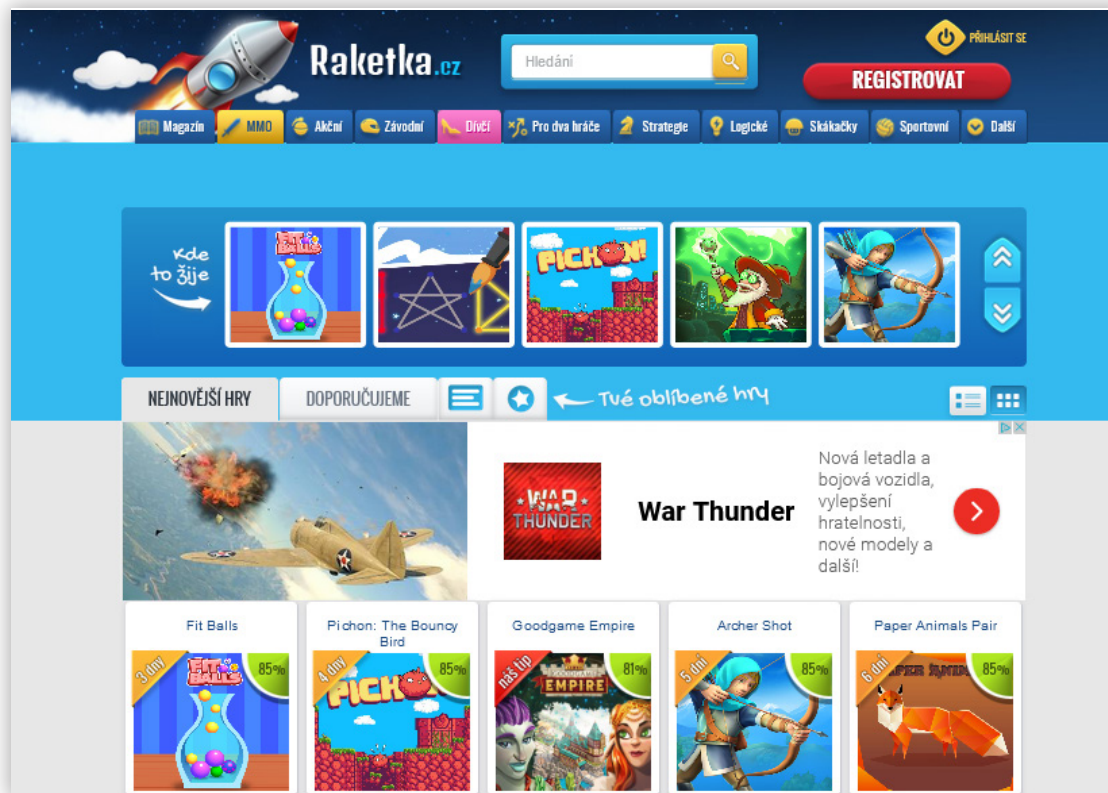 Raketka.cz
Hledání
PŘIHLÁSIT SE
REGISTROVAT
Magazín
MMO
Akční
Závodní
Dívčí
Pro dva hráče
Strategie
Logické
Skákačky
Sportovní
Další
Kde
to žije
FIT
BALLS
PICHON!
NEJNOVĚJŠÍ HRY
DOPORUČUJEME
Tvé oblíbené hry
WAR
THUNDER
War Thunder
Nová letadla a
bojová vozidla,
vylepšení
hratelnosti,
nové modely a
další!
Fit Balls
Pichon: The Bouncy
Bird
Goodgame Empire
Archer Shot
Paper Animals Pair
3 dny
FIT
BALLS
85%
4 dny
PICHON
85%
náš tip
EMPIRE
81%
5 dní
85%
6 dní
85%